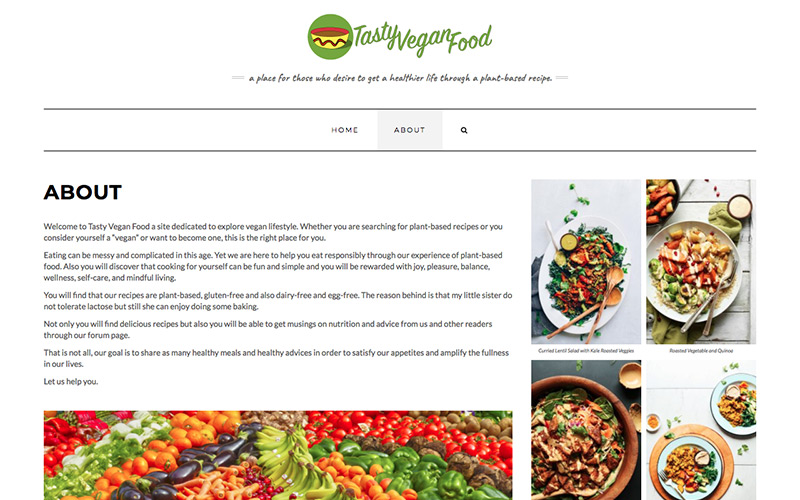 Tasty Vegan Food
a place for those who desire to get a healthier life through a plant-based recipe.
HOME ABOUT
ABOUT
Welcome to Tasty Vegan Food a site dedicated to explore vegan lifestyle. Whether you are searching for plant-based recipes or you
consider yourself a "vegan" or want to become one, this is the right place for you.
Eating can be messy and complicated in this age. Yet we are here to help you eat responsibly through our experience of plant-based
food. Also you will discover that cooking for yourself can be fun and simple and you will be rewarded with joy, pleasure, balance,
wellness, self-care, and mindful living.
You will find that our recipes are plant-based, gluten-free and also dairy-free and egg-free. The reason behind is that my little sister do
not tolerate lactose but still she can enjoy doing some baking.
Not only you will find delicious recipes but also you will be able to get musings on nutrition and advice from us and other readers
through our forum page.
That is not all, our goal is to share as many healthy meals and healthy advices in order to satisfy our appetites and amplify the fullness
in our lives.
Let us help you.
Curried Lentil Salad with Kale Roasted Veggies
Roasted Vegetable and Quinoa